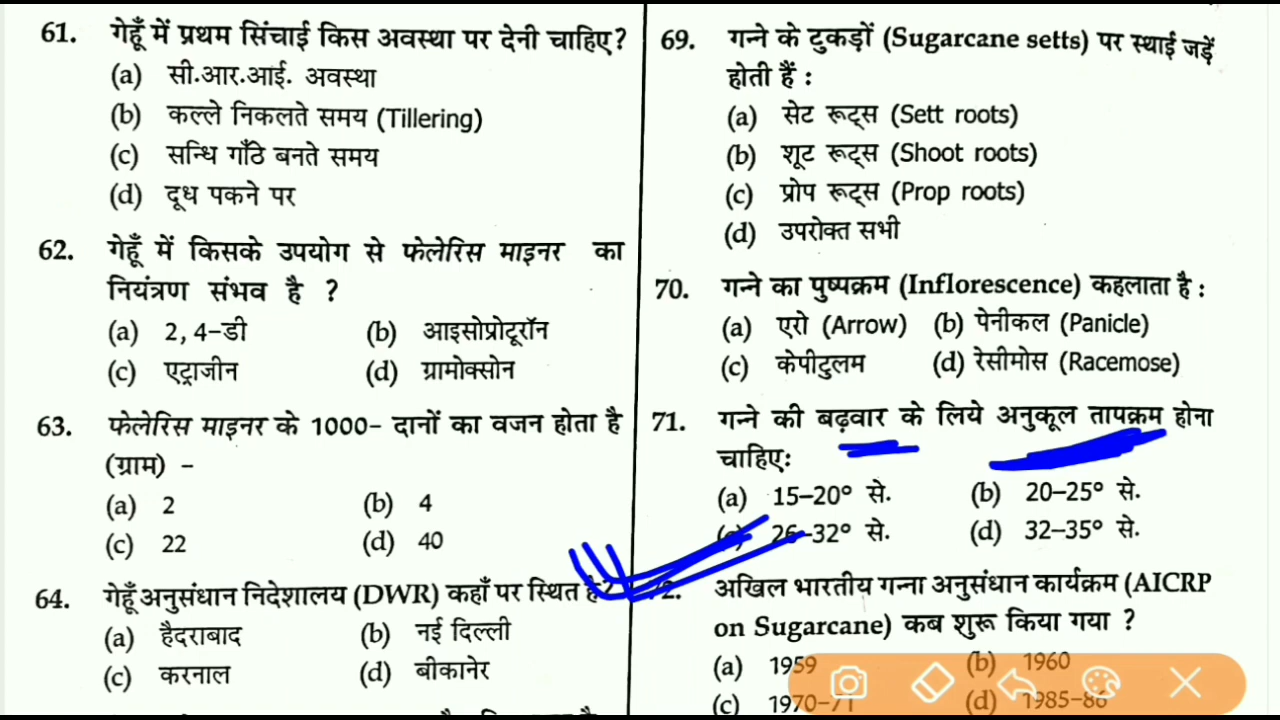 61. गेहूँ में प्रथम सिंचाई किस अवस्था पर देनी चाहिए?
(a) सी.आर.आई. अवस्था
(b) कल्ले निकलते समय (Tillering)
(c) सन्धि गाँठि बनते समय
(d) दूध पकने पर
62. गेहूँ में किसके उपयोग से फेलेरिस माइनर का
नियंत्रण संभव है ?
(a) 2, 4-डी (b) आइसोप्रोटूरॉन
(c) एट्राजीन (d) ग्रामोक्सोन
63. फेलेरिस माइनर के 1000- दानों का वजन होता है
(ग्राम) -
(a) 2 (b) 4
(c) 22 (d) 40
64. गेहूँ अनुसंधान निदेशालय (DWR) कहाँ पर स्थित है?
(a) हैदराबाद (b) नई दिल्ली
(c) करनाल (d) बीकानेर
69. गन्ने के टुकड़ों (Sugarcane setts) पर स्थाई जड़ें
होती हैं :
(a) सेट रूट्स (Sett roots)
(b) शूट रूट्स (Shoot roots)
(c) प्रोप रूट्स (Prop roots)
(d) उपरोक्त सभी
70. गन्ने का पुष्पक्रम (Inflorescence) कहलाता है :
(a) एरो (Arrow) (b) पेनीकल (Panicle)
(c) केपीटुलम (d) रेसीमोस (Racemose)
71. गन्ने की बढ़वार के लिये अनुकूल तापक्रम होना
चाहिए:
(a) 15–20° से. (b) 20–25° से.
(c) 26–32° से. (d) 32–35° से.
72. अखिल भारतीय गन्ना अनुसंधान कार्यक्रम (AICRP
on Sugarcane) कब शुरू किया गया ?
(a) 1959 (b) 1960
(c) 1970–71 (d) 1985–86